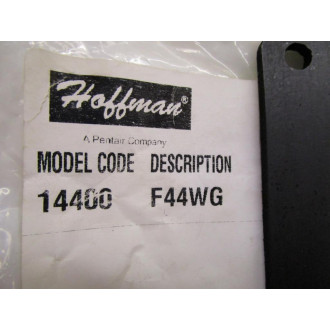 Hoffman®
A Pentair Company
MODEL CODE DESCRIPTION
14400 F44WG